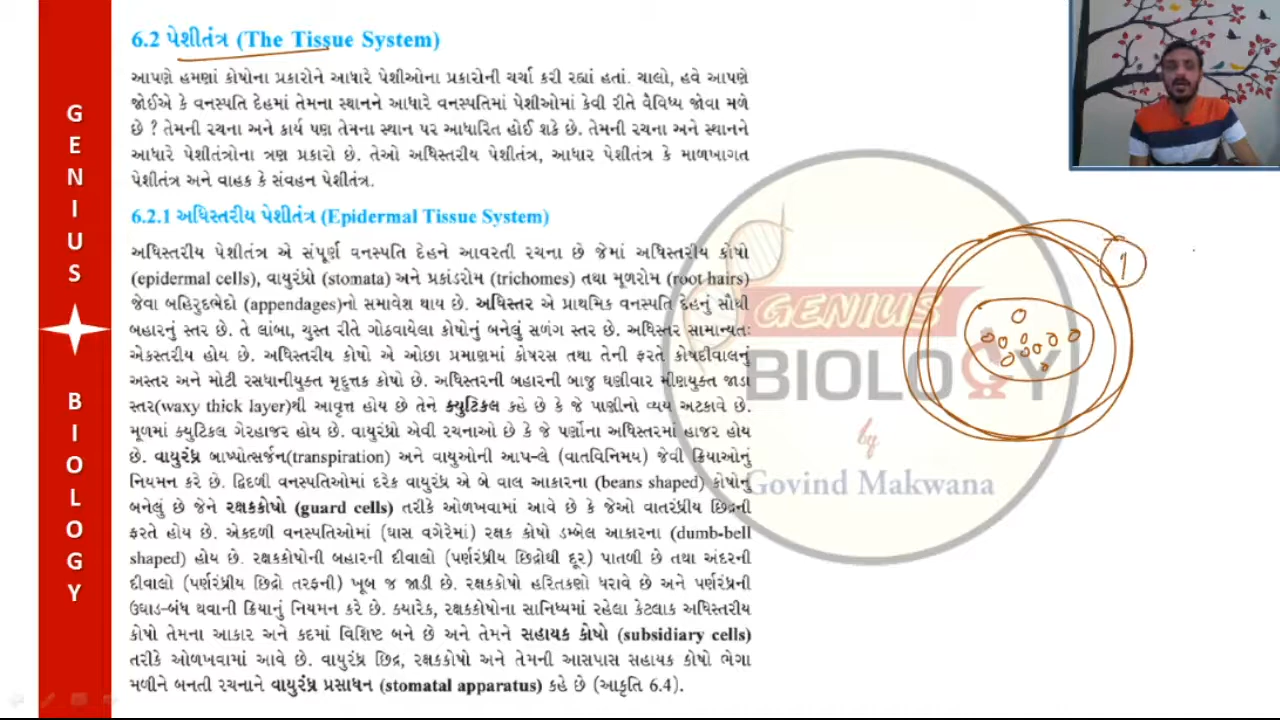 6.2 પેશીતંત્ર (The Tissue System)
આપણે હમણાં કોષોના પ્રકારોને આધારે પેશીઓના પ્રકારોની ચર્ચા કરી રહ્યાં હતાં. ચાલો, હવે આપણે
જોઈએ કે વનસ્પતિ દેહમાં તેમના સ્થાનને આધારે વનસ્પતિમાં પેશીઓમાં કેવી રીતે વૈવિધ્ય જોવા મળે
છે ? તેમની રચના અને કાર્ય પણ તેમના સ્થાન પર આધારિત હોઈ શકે છે. તેમની રચના અને સ્થાનને
આધારે પેશીતંત્રોના ત્રણ પ્રકારો છે. તેઓ અધિસ્તરીય પેશીતંત્ર, આધાર પેશીતંત્ર કે માળખાગત
પેશીતંત્ર અને વાહક કે સંવહન પેશીતંત્ર.
6.2.1 અધિસ્તરીય પેશીતંત્ર (Epidermal Tissue System)
અધિસ્તરીય પેશીતંત્ર એ સંપૂર્ણ વનસ્પતિ દેહને આવરતી રચના છે જેમાં અધિસ્તરીય કોષો
(epidermal cells), વાયુરંધ્રો (stomata) અને પ્રકાંડરોમ (trichomes) તથા મૂળરોમ (root hairs)
જેવા બહિરુદભેદો (appendages)નો સમાવેશ થાય છે. અધિસ્તર એ પ્રાથમિક વનસ્પતિ દેહનું સૌથી
બહારનું સ્તર છે. તે લાંબા, ચુસ્ત રીતે ગોઠવાયેલા કોષોનું બનેલું સળંગ સ્તર છે. અધિસ્તર સામાન્યતઃ
એકસ્તરીય હોય છે. અધિસ્તરીય કોષો એ ઓછા પ્રમાણમાં કોષરસ તથા તેની ફરતે કોષદીવાલનું
અસ્તર અને મોટી રસધાનીયુક્ત મૃદુત્તક કોષો છે. અધિસ્તરની બહારની બાજુ ઘણીવાર મીણયુક્ત જાડા
સ્તર(waxy thick layer)થી આવૃત્ત હોય છે તેને ક્યુટિકલ કહે છે કે જે પાણીનો વ્યય અટકાવે છે.
મૂળમાં ક્યુટિકલ ગેરહાજર હોય છે. વાયુરંધ્રો એવી રચનાઓ છે કે જે પર્ણોના અધિસ્તરમાં હાજર હોય
છે. વાયુરંધ્ર બાષ્પોત્સર્જન(transpiration) અને વાયુઓની આપ-લે (વાતવિનિમય) જેવી ક્રિયાઓનું
નિયમન કરે છે. દ્વિદળી વનસ્પતિઓમાં દરેક વાયુરંધ્ર એ બે વાલ આકારના (beans shaped) કોષોનું
બનેલું છે જેને રક્ષકકોષો (guard cells) તરીકે ઓળખવામાં આવે છે કે જેઓ વાતરંધ્રીય છિદ્રની
ફરતે હોય છે. એકદળી વનસ્પતિઓમાં (ઘાસ વગેરેમાં) રક્ષક કોષો ડમ્બેલ આકારના (dumb-bell
shaped) હોય છે. રક્ષકકોષોની બહારની દીવાલો (પર્ણરંધ્રીય છિદ્રોથી દૂર) પાતળી છે તથા અંદરની
દીવાલો (પર્ણરંધ્રીય છિદ્રો તરફની) ખૂબ જ જાડી છે. રક્ષકકોષો હરિતકણો ધરાવે છે અને પર્ણરંધ્રની
ઉઘાડ-બંધ થવાની ક્રિયાનું નિયમન કરે છે. ક્યારેક, રક્ષકકોષોના સાનિધ્યમાં રહેલા કેટલાક અધિસ્તરીય
કોષો તેમના આકાર અને કદમાં વિશિષ્ટ બને છે અને તેમને સહાયક કોષો (subsidiary cells)
તરીકે ઓળખવામાં આવે છે. વાયુરંધ્ર છિદ્ર, રક્ષકકોષો અને તેમની આસપાસ સહાયક કોષો ભેગા
મળીને બનતી રચનાને વાયુરંધ્ર પ્રસાધન (stomatal apparatus) કહે છે (આકૃતિ 6.4).
GENIUS
BIOLOGY
1
GENIUS
BIOLOGY
by
Govind Makwana